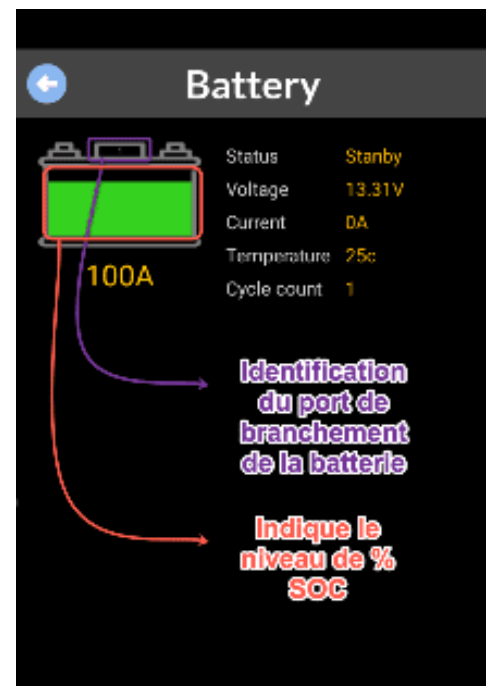 Battery
Status Stanby
Voltage 13.31V
Current 0A
Temperature 25c
Cycle count 1
100A
Identification
du port de
branchement
de la batterie
Indique le
niveau de %
SOC